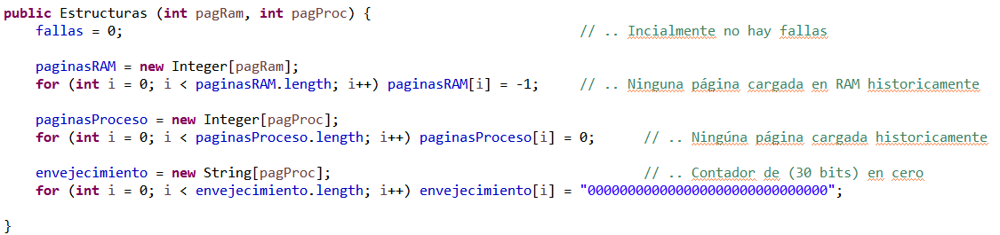 public Estructuras (int pagRam, int pagProc) {
fallas = 0; // .. Incialmente no hay fallas
paginasRAM = new Integer[pagRam];
for (int i = 0; i < paginasRAM.length; i++) paginasRAM[i] = -1; // .. Ninguna página cargada en RAM historicamente
paginasProceso = new Integer[pagProc];
for (int i = 0; i < paginasProceso.length; i++) paginasProceso[i] = 0; // .. Ningúna página cargada historicamente
envejecimiento = new String[pagProc]; // .. Contador de (30 bits) en cero
for (int i = 0; i < envejecimiento.length; i++) envejecimiento[i] = "000000000000000000000000000000";
}